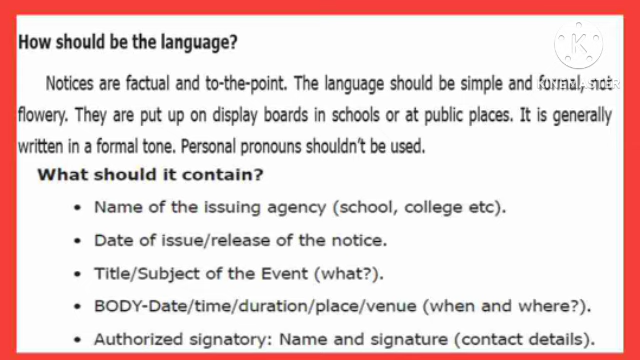 How should be the language?
Notices are factual and to-the-point. The language should be simple and formal, not
flowery. They are put up on display boards in schools or at public places. It is generally
written in a formal tone. Personal pronouns shouldn't be used.
What should it contain?
• Name of the issuing agency (school, college etc).
• Date of issue/release of the notice.
• Title/Subject of the Event (what?).
• BODY-Date/time/duration/place/venue (when and where?).
• Authorized signatory: Name and signature (contact details).
K
KINEMASTER